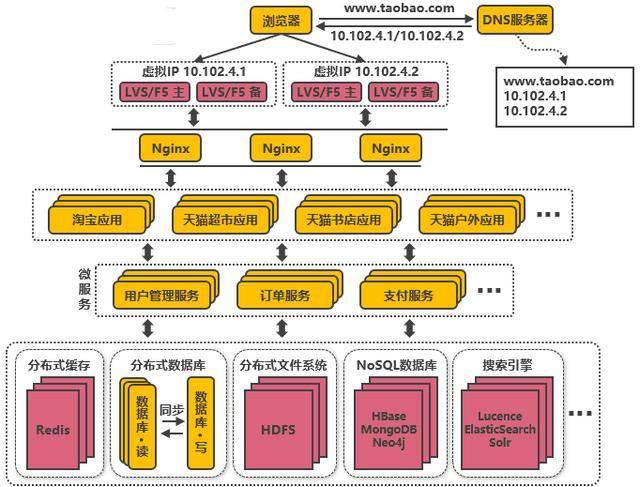 浏览器
www.taobao.com
10.102.4.1/10.102.4.2
DNS服务器
www.taobao.com
10.102.4.1
10.102.4.2
虚拟IP 10.102.4.1
LVS/F5 主
LVS/F5 备
虚拟IP 10.102.4.2
LVS/F5 主
LVS/F5 备
Nginx
Nginx
Nginx
淘宝应用
天猫超市应用
天猫书店应用
天猫户外应用
...
微服务
用户管理服务
订单服务
支付服务
...
分布式缓存
Redis
分布式数据库
数据库·读
同步
数据库·写
分布式文件系统
HDFS
NoSQL数据库
HBase
MongoDB
Neo4j
搜索引擎
Lucence
ElasticSearch
Solr
...